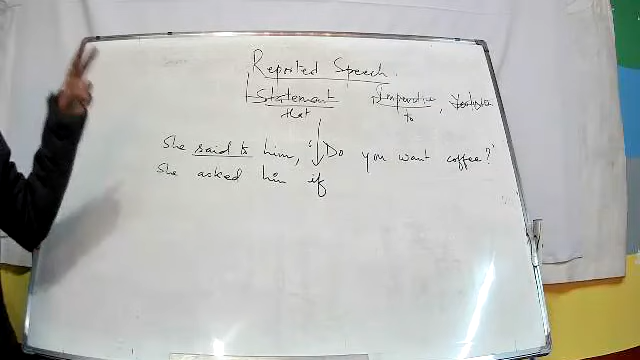 Reported Speech.
Statement Imperative,
that to
She said to him, ' Do you want coffee?'
She asked him if